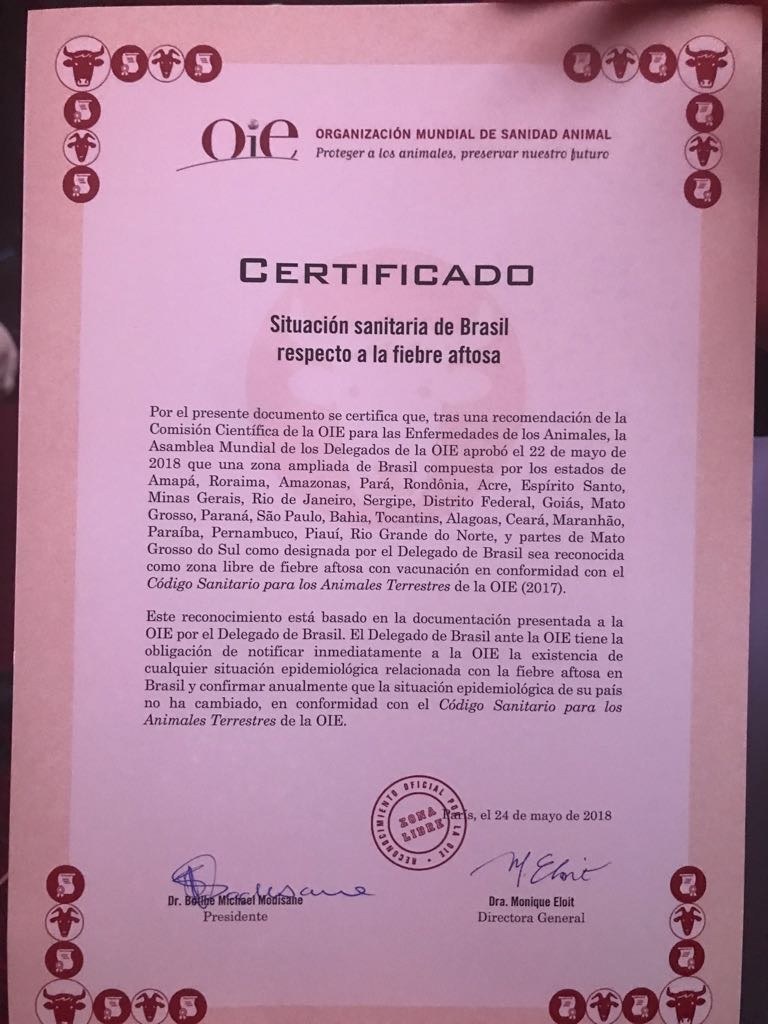 OiE
ORGANIZACIÓN MUNDIAL DE SANIDAD ANIMAL
Proteger a los animales, preservar nuestro futuro
CERTIFICADO
Situación sanitaria de Brasil
respecto a la fiebre aftosa
Por el presente documento se certifica que, tras una recomendación de la
Comisión Científica de la OIE para las Enfermedades de los Animales, la
Asamblea Mundial de los Delegados de la OIE aprobó el 22 de mayo de
2018 que una zona ampliada de Brasil compuesta por los estados de
Amapá, Roraima, Amazonas, Pará, Rondônia, Acre, Espírito Santo,
Minas Gerais, Rio de Janeiro, Sergipe, Distrito Federal, Goiás, Mato
Grosso, Paraná, São Paulo, Bahia, Tocantins, Alagoas, Ceará, Maranhão,
Paraíba, Pernambuco, Piauí, Rio Grande do Norte, y partes de Mato
Grosso do Sul como designada por el Delegado de Brasil sea reconocida
como zona libre de fiebre aftosa con vacunación en conformidad con el
Código Sanitario para los Animales Terrestres de la OIE (2017).
Este reconocimiento está basado en la documentación presentada a la
OIE por el Delegado de Brasil. El Delegado de Brasil ante la OIE tiene la
obligación de notificar inmediatamente a la OIE la existencia de
cualquier situación epidemiológica relacionada con la fiebre aftosa en
Brasil y confirmar anualmente que la situación epidemiológica de su país
no ha cambiado, en conformidad con el Código Sanitario para los
Animales Terrestres de la OIE.
RECONOCIMIENTO OFICIAL POR LA OIE
ZONA
LIBRE
París, el 24 de mayo de 2018
M. Eloit
Dr. Botlhe Michael Modisane
Presidente
Dra. Monique Eloit
Directora General